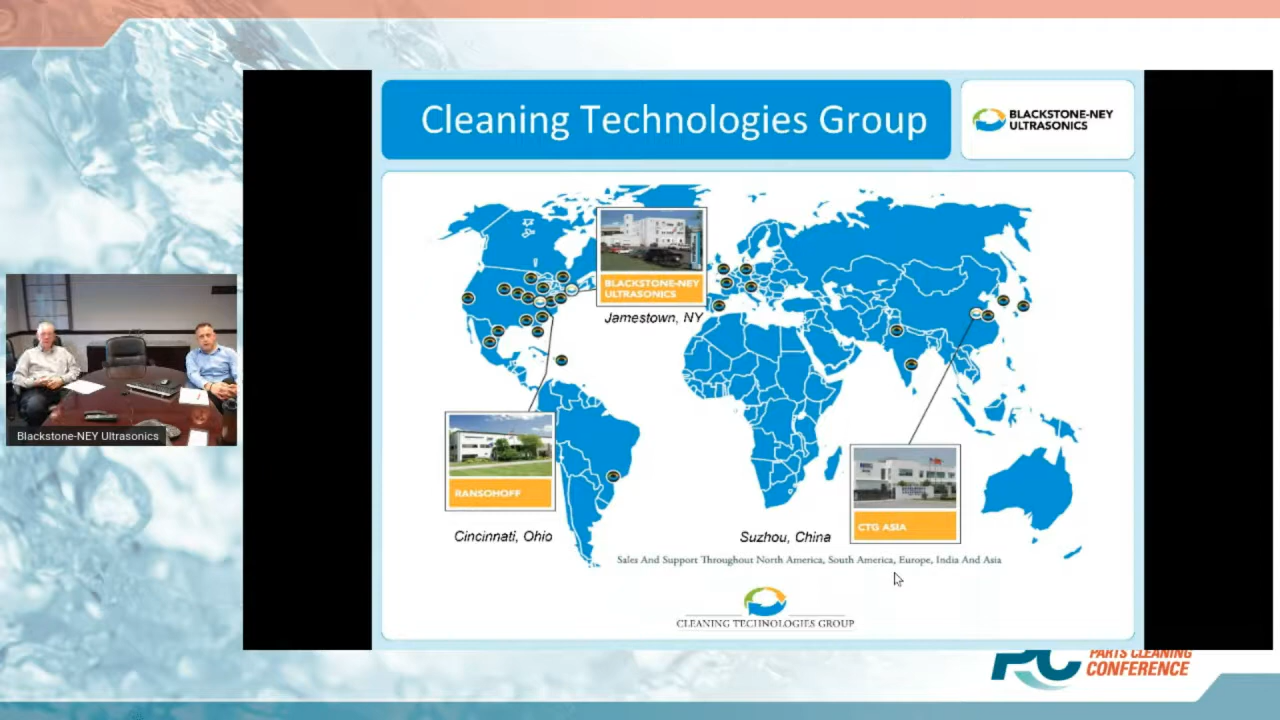 Cleaning Technologies Group
BLACKSTONE-NEY
ULTRASONICS
BLACKSTONE-NEY
ULTRASONICS
Jamestown, NY
RANSOHOFF
Cincinnati, Ohio
CTG ASIA
Suzhou, China
Sales And Support Throughout North America, South America, Europe, India And Asia
CLEANING TECHNOLOGIES GROUP
Blackstone-NEY Ultrasonics
PC
PARTS CLEANING
CONFERENCE